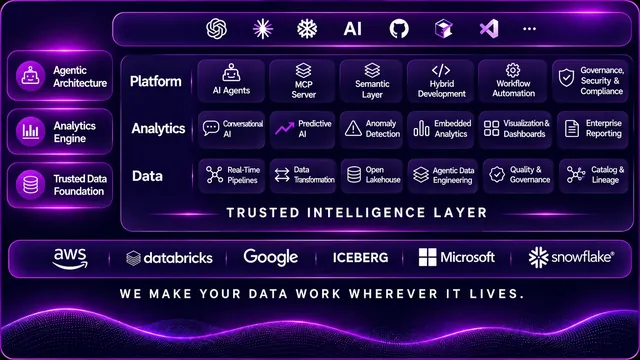 AI
...
Agentic
Architecture
Analytics
Engine
Trusted Data
Foundation
Platform
AI Agents
MCP
Server
Semantic
Layer
Hybrid
Development
Workflow
Automation
Governance,
Security &
Compliance
Analytics
Conversational
AI
Predictive
AI
Anomaly
Detection
Embedded
Analytics
Visualization &
Dashboards
Enterprise
Reporting
Data
Real-Time
Pipelines
Data
Transformation
Open
Lakehouse
Agentic Data
Engineering
Quality &
Governance
Catalog &
Lineage
TRUSTED INTELLIGENCE LAYER
aws
databricks
Google
ICEBERG
Microsoft
snowflake®
WE MAKE YOUR DATA WORK WHEREVER IT LIVES.